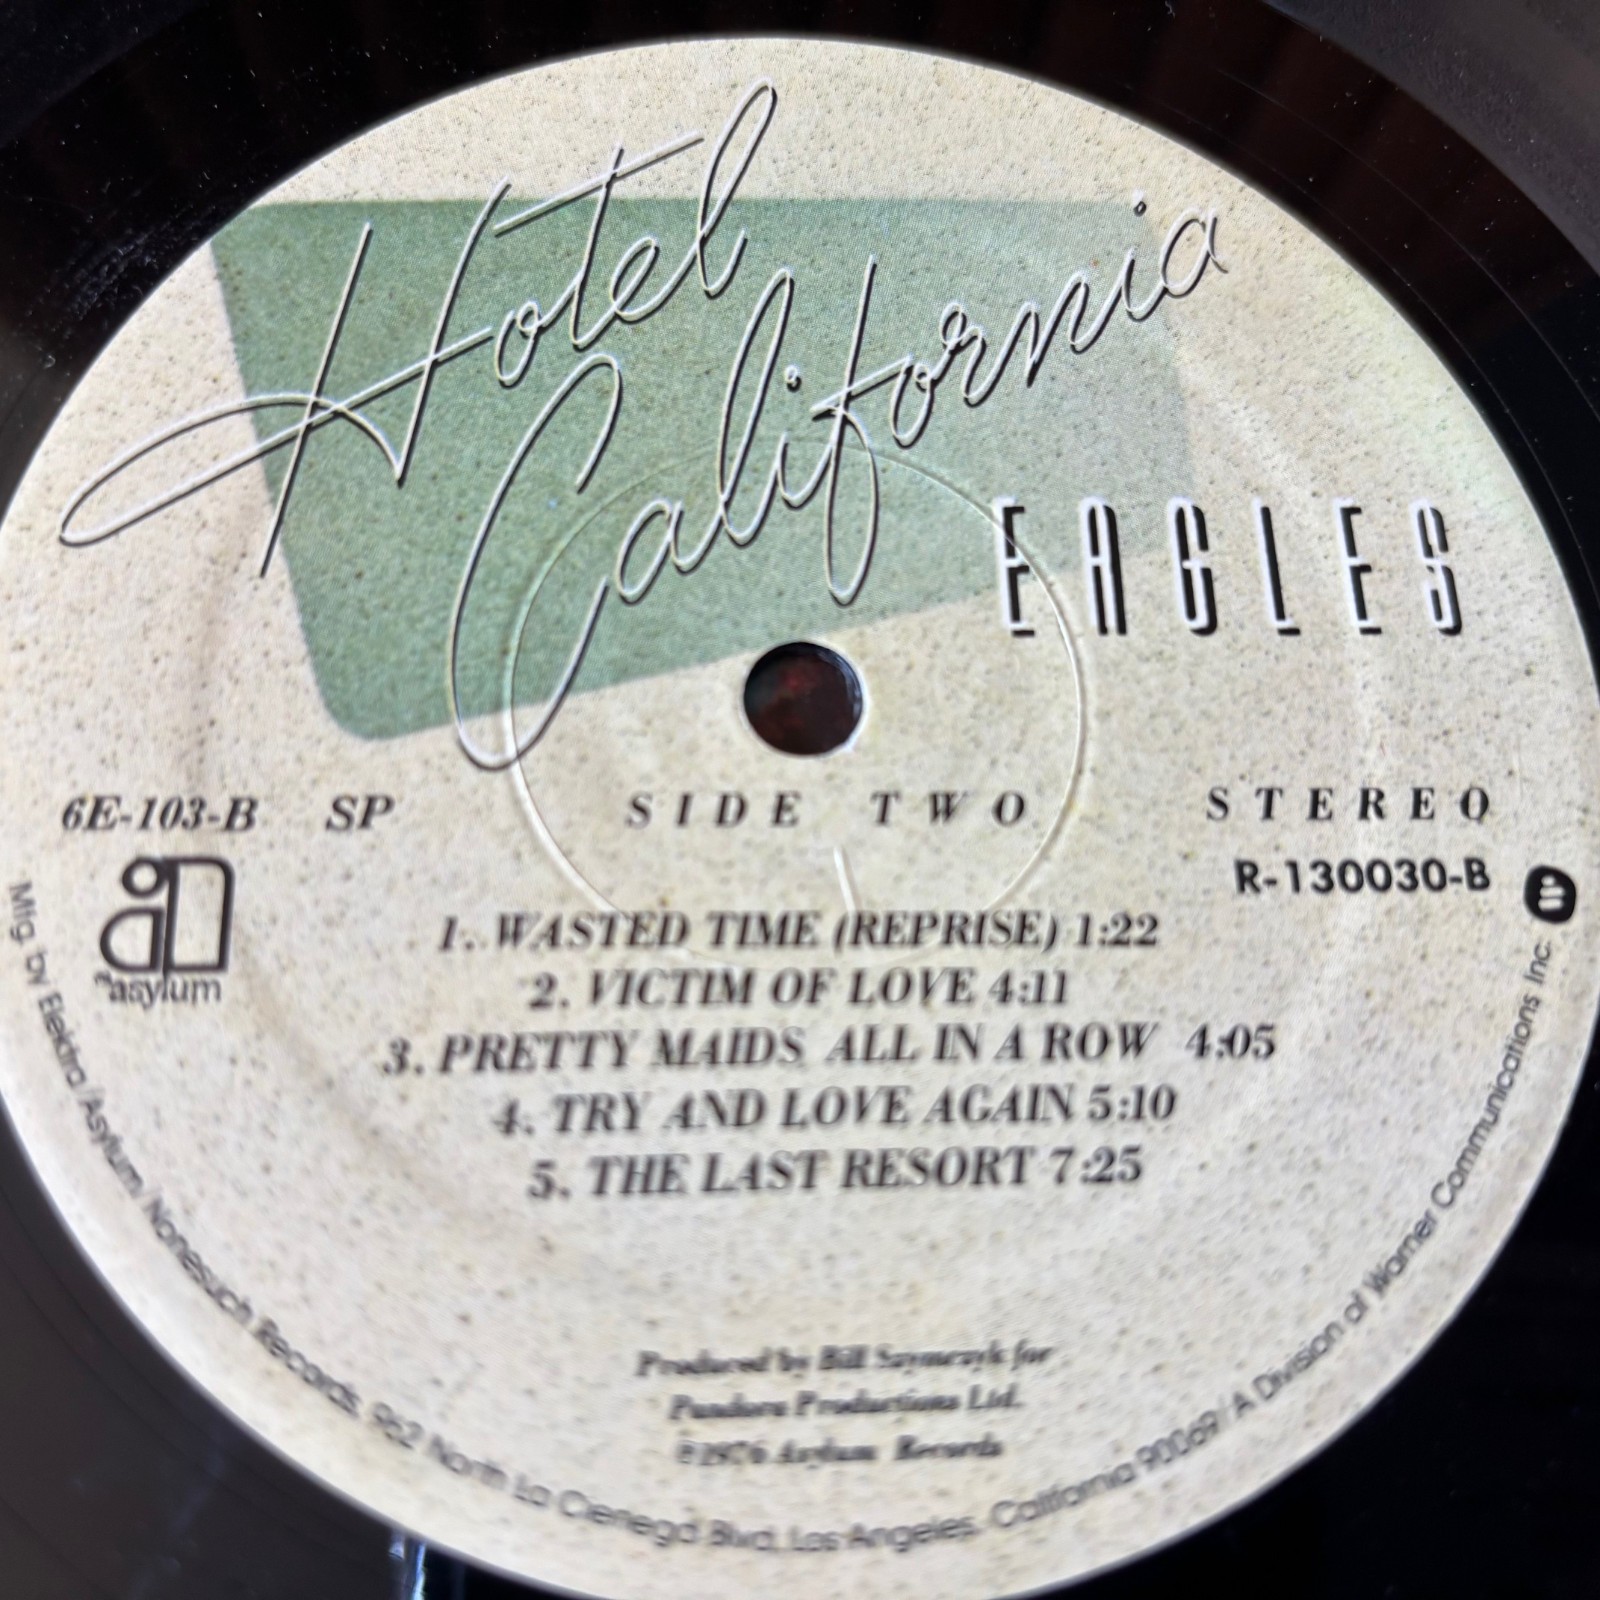 Hotel
California
EAGLES
6E-103-B SP SIDE TWO STEREO
R-130030-B
asylum
1. WASTED TIME (REPRISE) 1:22
2. VICTIM OF LOVE 4:11
3. PRETTY MAIDS ALL IN A ROW 4:05
4. TRY AND LOVE AGAIN 5:10
5. THE LAST RESORT 7:25
Produced by Bill Szymczyk for
Pandora Productions Ltd.
℗1976 Asylum Records
Mfg. by Elektra/Asylum/Nonesuch Records, 962 North La Cienega Blvd, Los Angeles, California 90069/A Division of Warner Communications Inc.